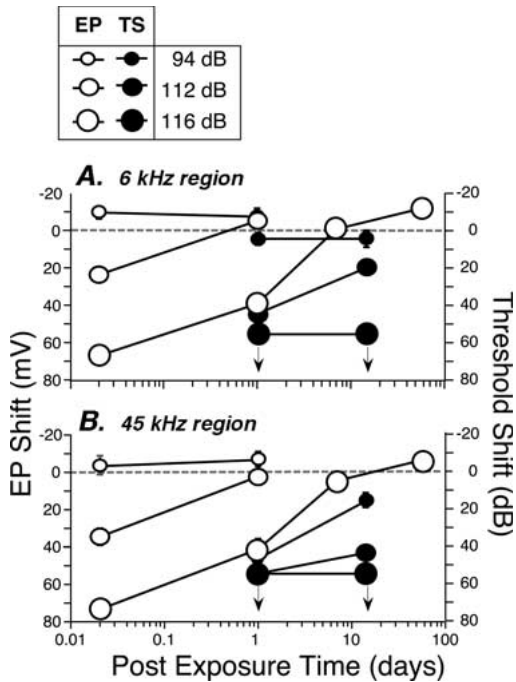 EP TS
94 dB
112 dB
116 dB
A. 6 kHz region
-20 -20
0 0
20 20
40 40
60 60
80 80
B. 45 kHz region
-20 -20
0 0
20 20
40 40
60 60
80 80
0.01 0.1 1 10 100
Post Exposure Time (days)
EP Shift (mV)
Threshold Shift (dB)